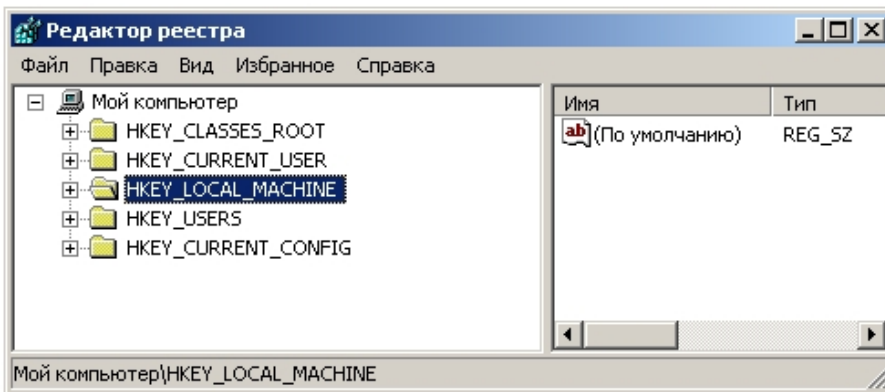 Редактор реестра
Файл Правка Вид Избранное Справка
Мой компьютер
HKEY_CLASSES_ROOT
HKEY_CURRENT_USER
HKEY_LOCAL_MACHINE
HKEY_USERS
HKEY_CURRENT_CONFIG
Имя Тип
ab (По умолчанию) REG_SZ
Мой компьютер\HKEY_LOCAL_MACHINE